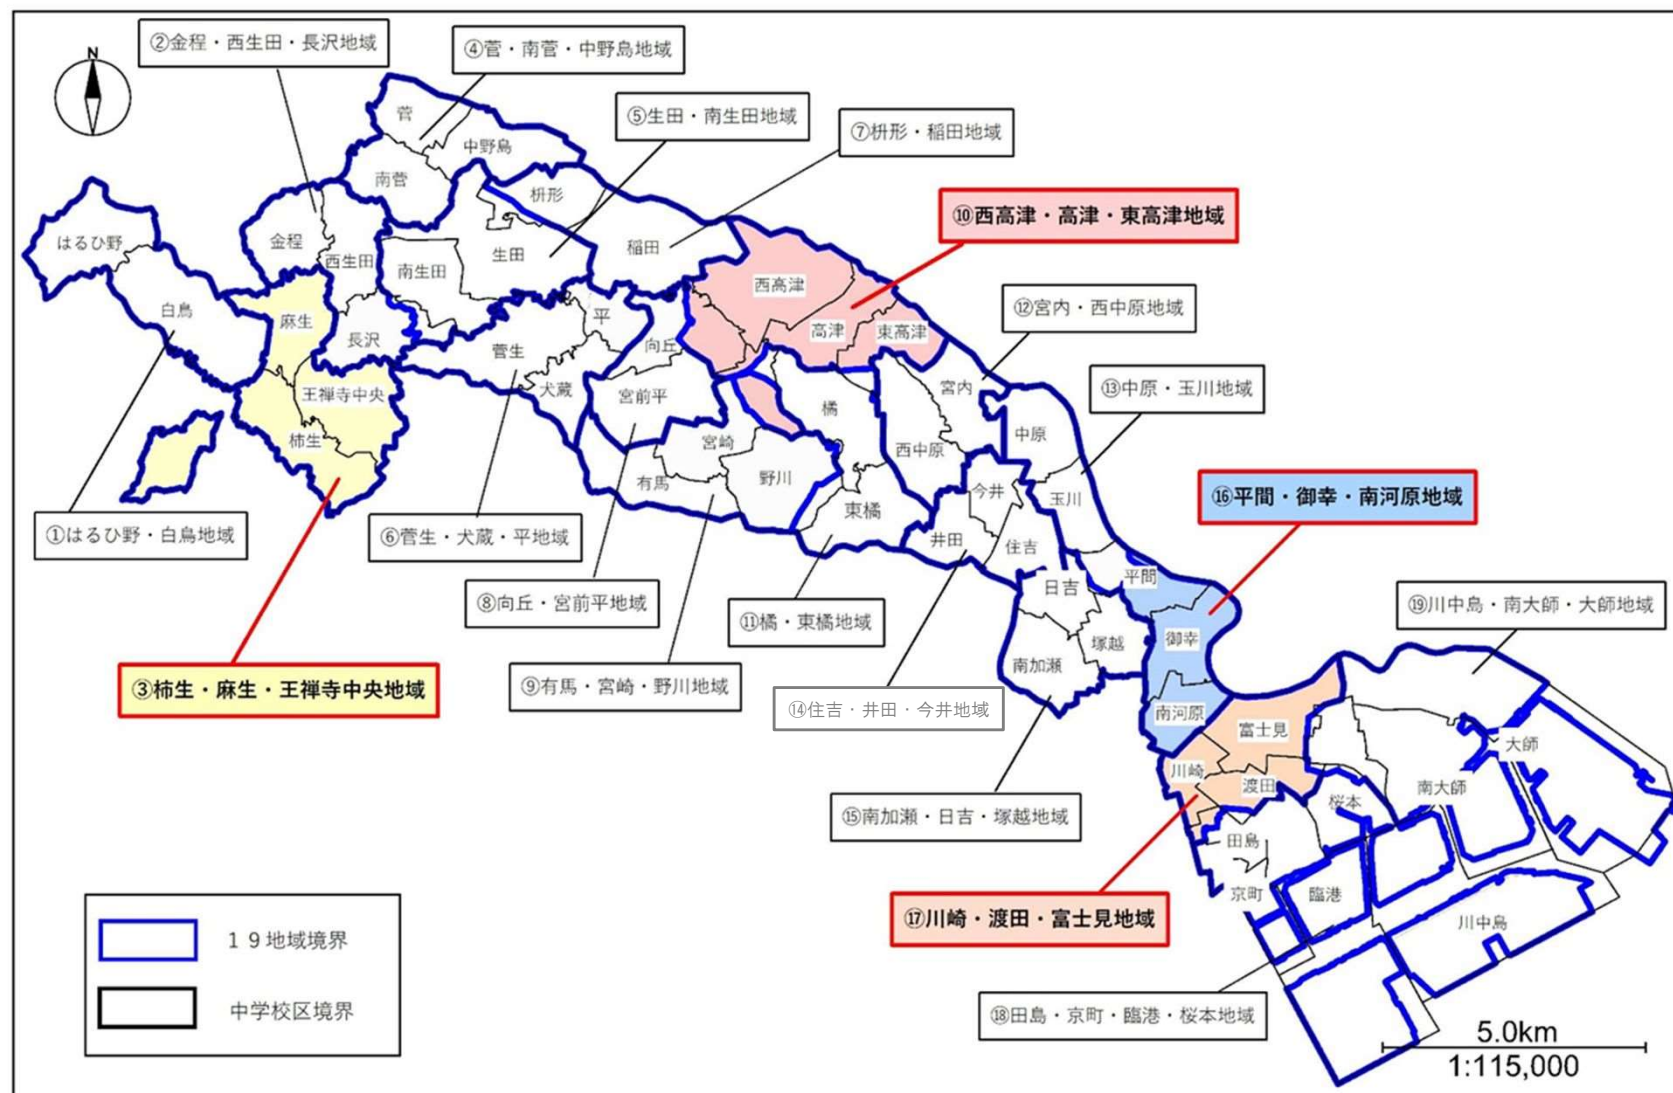 ②金程・西生田・長沢地域
④菅・南菅・中野島地域
N
⑤生田・南生田地域
⑦枡形・稲田地域
菅
中野島
南菅
枡形
⑩西高津・高津・東高津地域
はるひ野
金程
西生田
南生田
生田
稲田
西高津
⑫宮内・西中原地域
白鳥
麻生
長沢
平
菅生
向丘
高津
東高津
⑬中原・玉川地域
王禅寺中央
犬蔵
宮前平
橘
宮内
柿生
宮崎
西中原
中原
有馬
野川
今井
玉川
⑯平間・御幸・南河原地域
①はるひ野・白鳥地域
⑥菅生・犬蔵・平地域
東橘
井田
住吉
平間
日吉
⑧向丘・宮前平地域
⑪橘・東橘地域
⑲川中島・南大師・大師地域
御幸
塚越
南加瀬
③柿生・麻生・王禅寺中央地域
⑨有馬・宮崎・野川地域
⑭住吉・井田・今井地域
南河原
富士見
大師
川崎
渡田
南大師
桜本
⑮南加瀬・日吉・塚越地域
田島
京町
臨港
川中島
⑰川崎・渡田・富士見地域
１９地域境界
中学校区境界
⑱田島・京町・臨港・桜本地域
5.0km
1:115,000